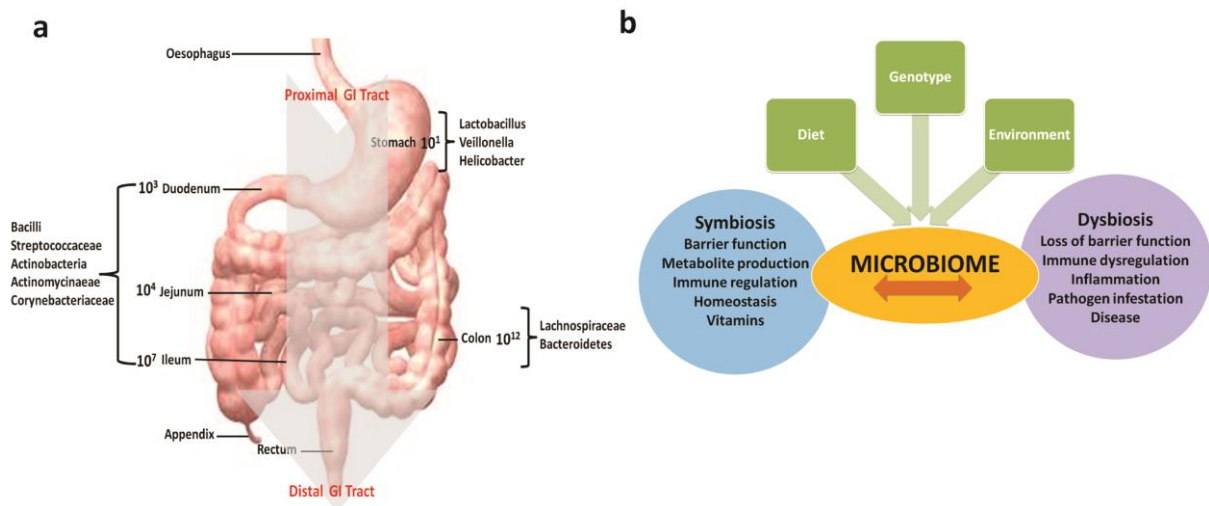 a
Oesophagus
Proximal GI Tract
Stomach 10¹
Lactobacillus
Veillonella
Helicobacter
10³ Duodenum
Bacilli
Streptococcaceae
Actinobacteria
Actinomycinaeae
Corynebacteriaceae
10⁴ Jejunum
10⁷ Ileum
Colon 10¹²
Lachnospiraceae
Bacteroidetes
Appendix
Rectum
Distal GI Tract
b
Genotype
Diet
Environment
Symbiosis
Barrier function
Metabolite production
Immune regulation
Homeostasis
Vitamins
MICROBIOME
Dysbiosis
Loss of barrier function
Immune dysregulation
Inflammation
Pathogen infestation
Disease